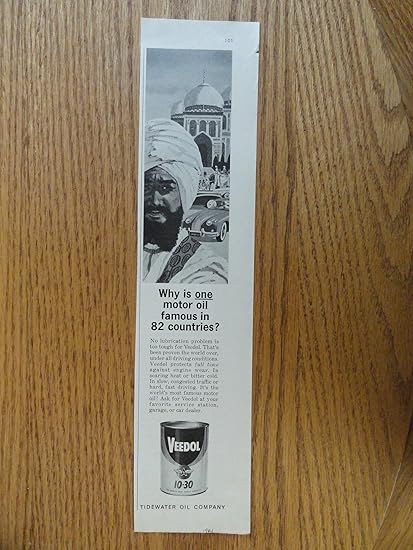 101
Why is one
motor oil
famous in
82 countries?
No lubrication problem is
too tough for Veedol. That's
been proven the world over,
under all driving conditions.
Veedol protects full time
against engine wear. In
searing heat or bitter cold.
In slow, congested traffic or
hard, fast driving. It's the
world's most famous motor
oil! Ask for Veedol at your
favorite service station,
garage, or car dealer.
VEEDOL
10-30
TIDEWATER OIL COMPANY